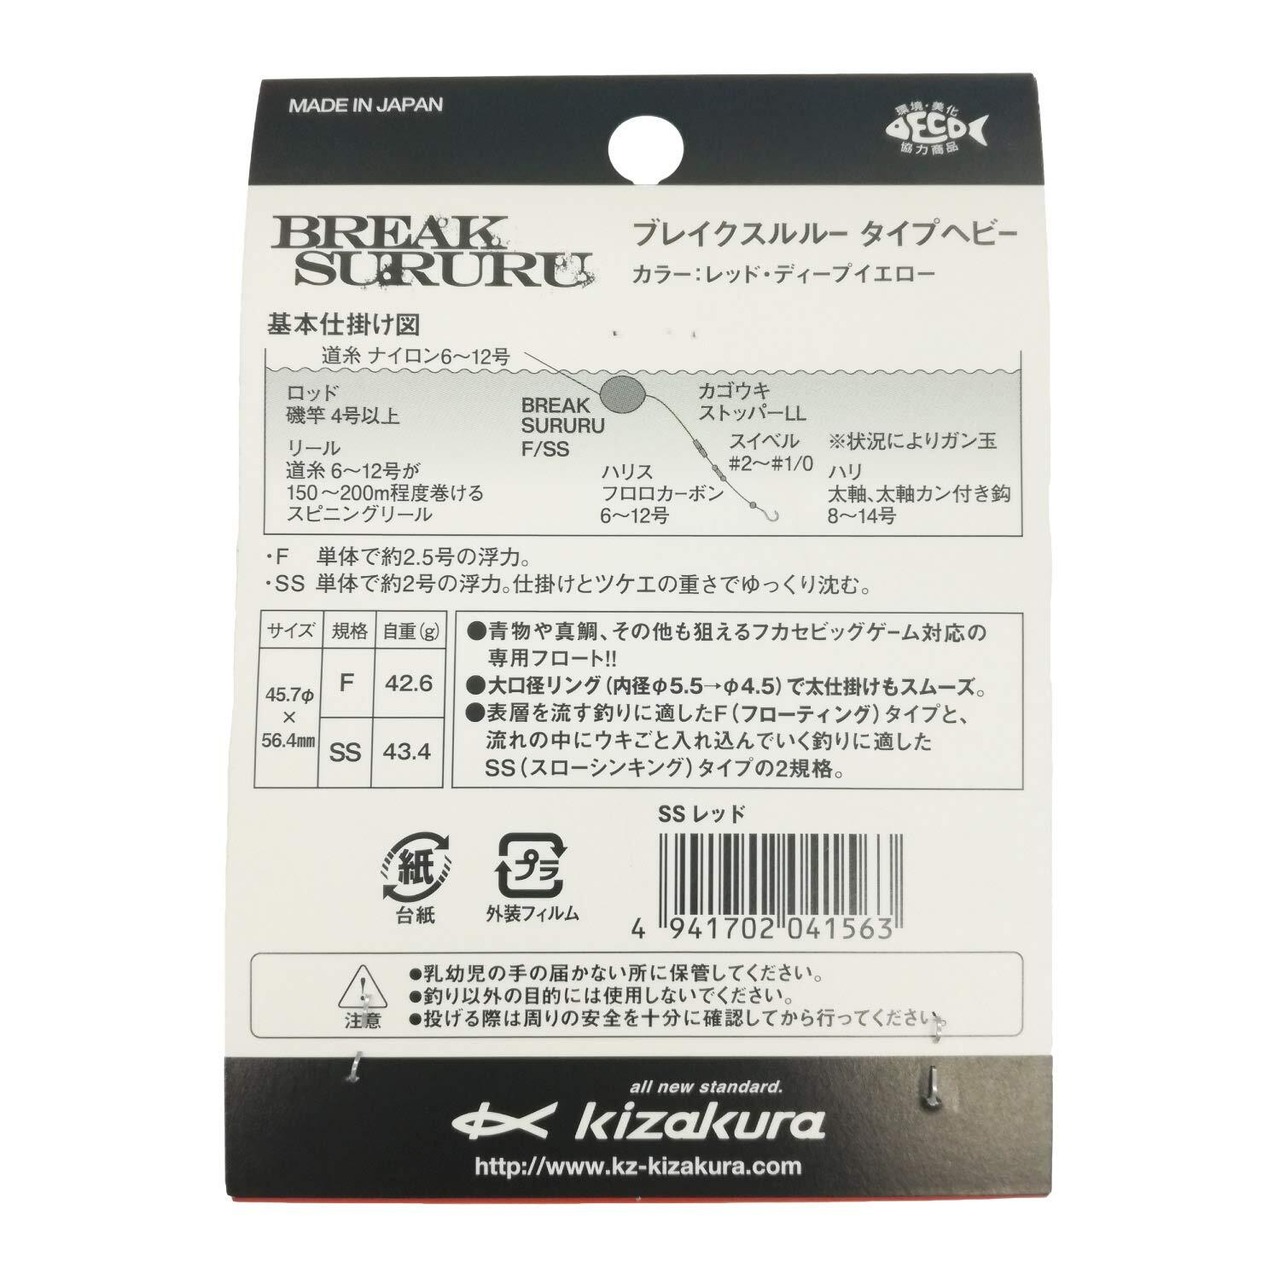 MADE IN JAPAN
環境・美化
ECO
協力商品
BREAK
SURURU
ブレイクスルルー タイプヘビー
カラー：レッド・ディープイエロー
基本仕掛け図
道糸 ナイロン6～12号
ロッド
磯竿 4号以上
リール
道糸 6～12号が
150～200m程度巻ける
スピニングリール
BREAK
SURURU
F/SS
カゴウキ
ストッパーLL
スイベル
#2～#1/0
※状況によりガン玉
ハリス
フロロカーボン
6～12号
ハリ
太軸、太軸カン付き鈎
8～14号
・F 単体で約2.5号の浮力。
・SS 単体で約2号の浮力。仕掛けとツケエの重さでゆっくり沈む。
サイズ 規格 自重(g)
45.7φ
×
56.4㎜
F 42.6
SS 43.4
●青物や真鯛、その他も狙えるフカセビッグゲーム対応の
専用フロート!!
●大口径リング(内径φ5.5→φ4.5)で太仕掛けもスムーズ。
●表層を流す釣りに適したF(フローティング)タイプと、
流れの中にウキごと入れ込んでいく釣りに適した
SS(スローシンキング)タイプの2規格。
SS レッド
4 941702 041563
紙
台紙
プラ
外装フィルム
注意
●乳幼児の手の届かない所に保管してください。
●釣り以外の目的には使用しないでください。
●投げる際は周りの安全を十分に確認してから行ってください。
all new standard.
kizakura
http://www.kz-kizakura.com